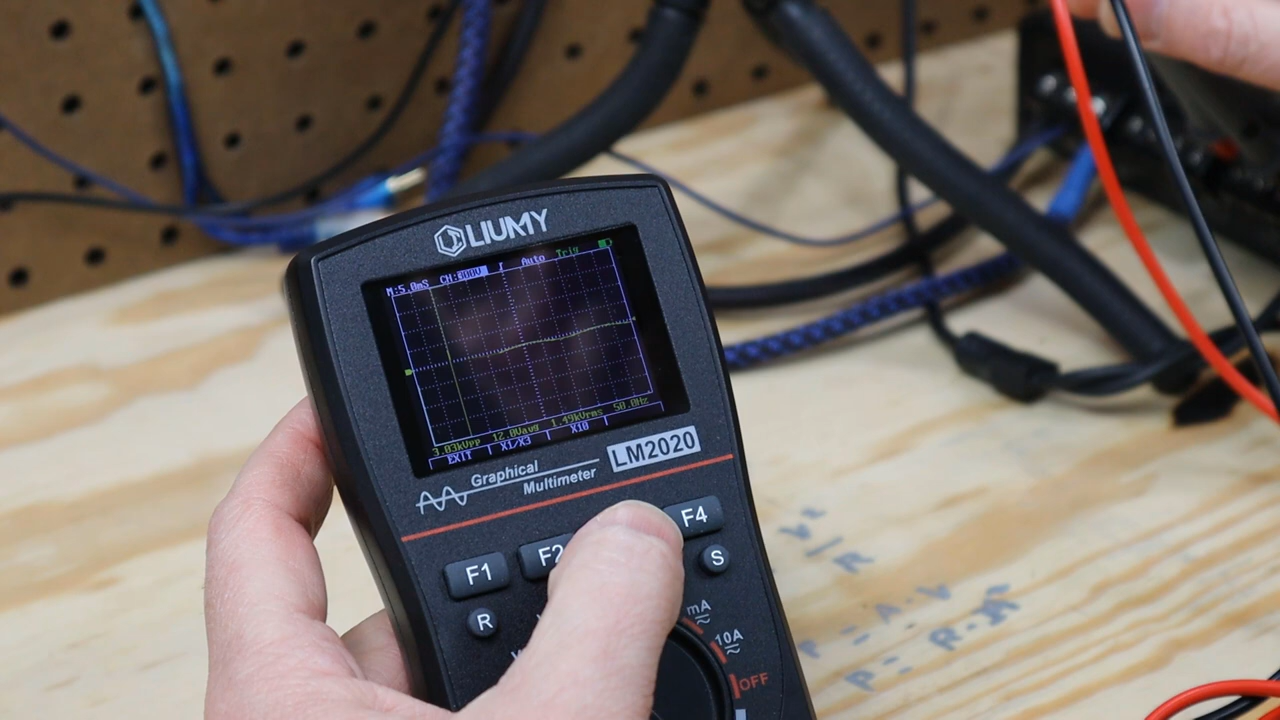 LIUMY
M:5.0mS CH:800V Auto Trig
3.03kVpp 12.0Vavg 1.49kVrms 50.0Hz
EXIT X1/X3 X10
Graphical
Multimeter
LM2020
F1 F2 F4
R S
mA
10A
OFF